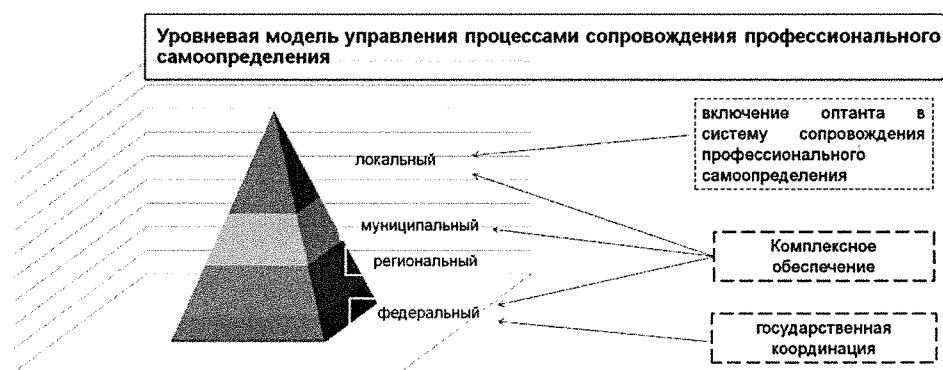 Уровневая модель управления процессами сопровождения профессионального
самоопределения
включение оптанта в
систему сопровождения
профессионального
самоопределения
локальный
муниципальный
региональный
федеральный
Комплексное
обеспечение
государственная
координация